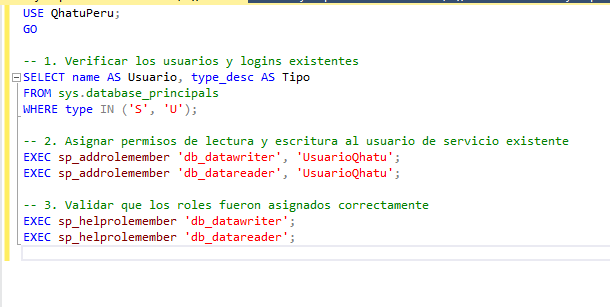 USE QhatuPeru;
GO
-- 1. Verificar los usuarios y logins existentes
SELECT name AS Usuario, type_desc AS Tipo
FROM sys.database_principals
WHERE type IN ('S', 'U');
-- 2. Asignar permisos de lectura y escritura al usuario de servicio existente
EXEC sp_addrolemember 'db_datawriter', 'UsuarioQhatu';
EXEC sp_addrolemember 'db_datareader', 'UsuarioQhatu';
-- 3. Validar que los roles fueron asignados correctamente
EXEC sp_helprolemember 'db_datawriter';
EXEC sp_helprolemember 'db_datareader';